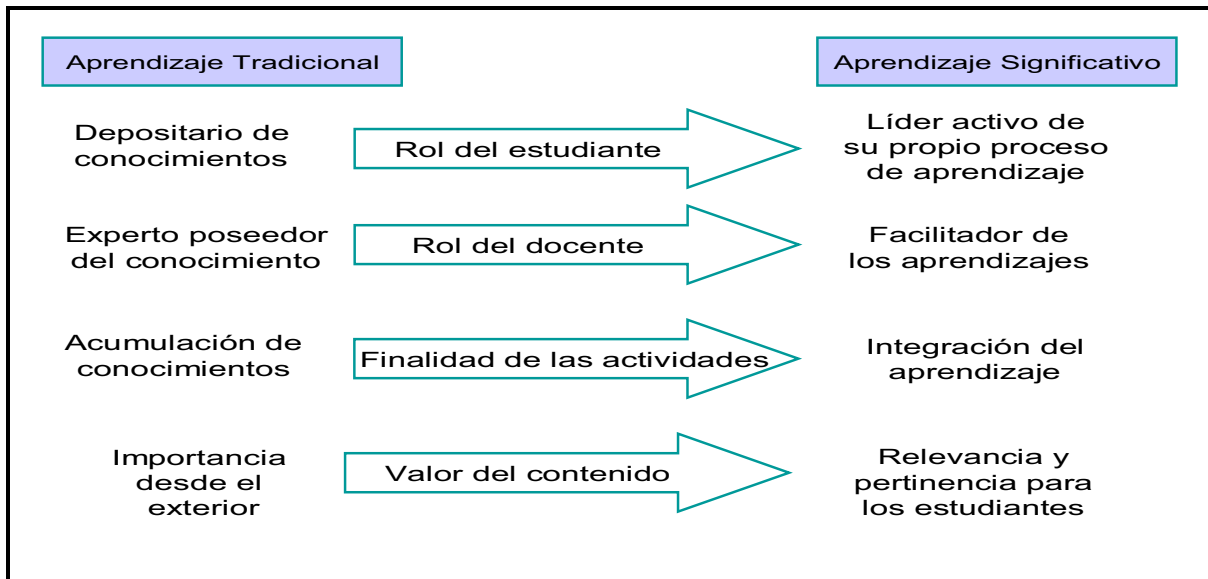 Aprendizaje Tradicional
Aprendizaje Significativo
Depositario de
conocimientos
Rol del estudiante
Líder activo de
su propio proceso
de aprendizaje
Experto poseedor
del conocimiento
Rol del docente
Facilitador de
los aprendizajes
Acumulación de
conocimientos
Finalidad de las actividades
Integración del
aprendizaje
Importancia
desde el
exterior
Valor del contenido
Relevancia y
pertinencia para
los estudiantes